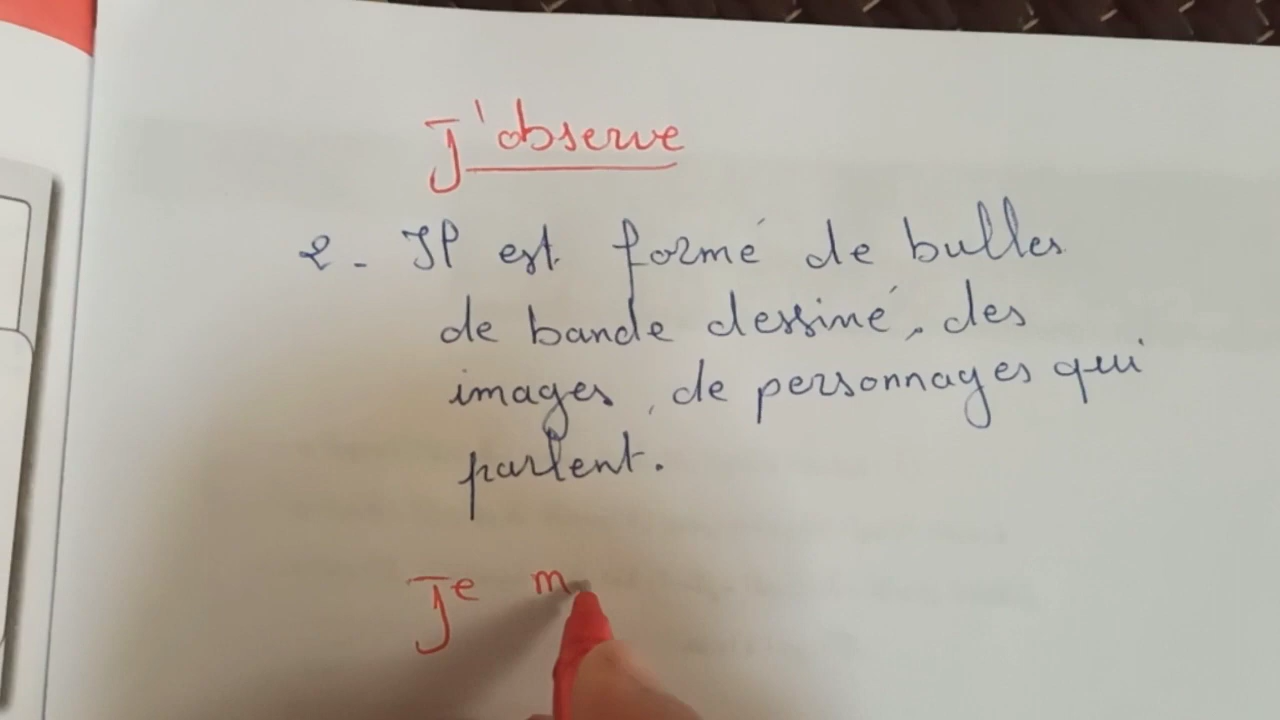 J'observe
2. Il est formé de bulles
de bande dessiné, des
images, de personnages qui
parlent.
Je m